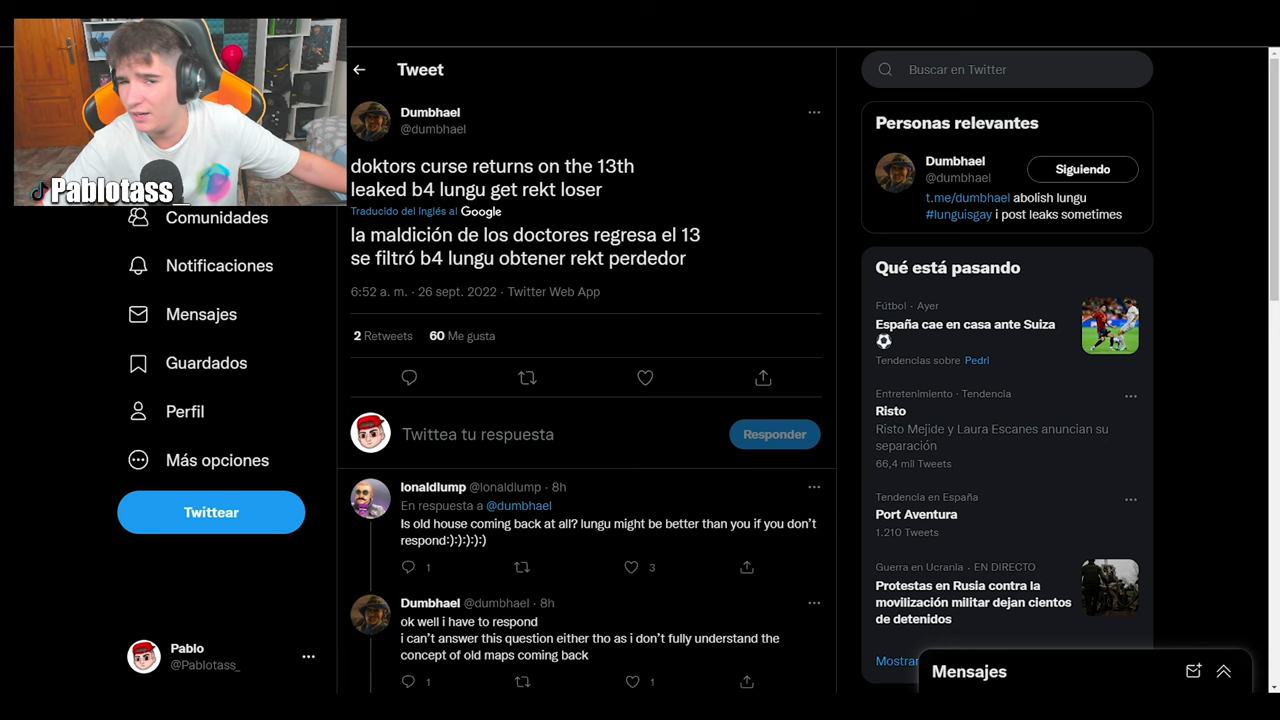 Pablotass_
Comunidades
Notificaciones
Mensajes
Guardados
Perfil
Más opciones
Twittear
Pablo
@Pablotass_
Tweet
Dumbhael
@dumbhael
doktors curse returns on the 13th
leaked b4 lungu get rekt loser
Traducido del Inglés al Google
la maldición de los doctores regresa el 13
se filtró b4 lungu obtener rekt perdedor
6:52 a. m. · 26 sept. 2022 · Twitter Web App
2 Retweets 60 Me gusta
Twittea tu respuesta
Responder
lonaldlump @lonaldlump · 8h
En respuesta a @dumbhael
Is old house coming back at all? lungu might be better than you if you don't
respond:):):):):)
1 3
Dumbhael @dumbhael · 8h
ok well i have to respond
i can't answer this question either tho as i don't fully understand the
concept of old maps coming back
1 1
Buscar en Twitter
Personas relevantes
Dumbhael
@dumbhael
Siguiendo
t.me/dumbhael abolish lungu
#lunguisgay i post leaks sometimes
Qué está pasando
Fútbol · Ayer
España cae en casa ante Suiza
Tendencias sobre Pedri
Entretenimiento · Tendencia
Risto
Risto Mejide y Laura Escanes anuncian su
separación
66,4 mil Tweets
Tendencia en España
Port Aventura
1.210 Tweets
Guerra en Ucrania · EN DIRECTO
Protestas en Rusia contra la
movilización militar dejan cientos
de detenidos
Mostrar
Mensajes